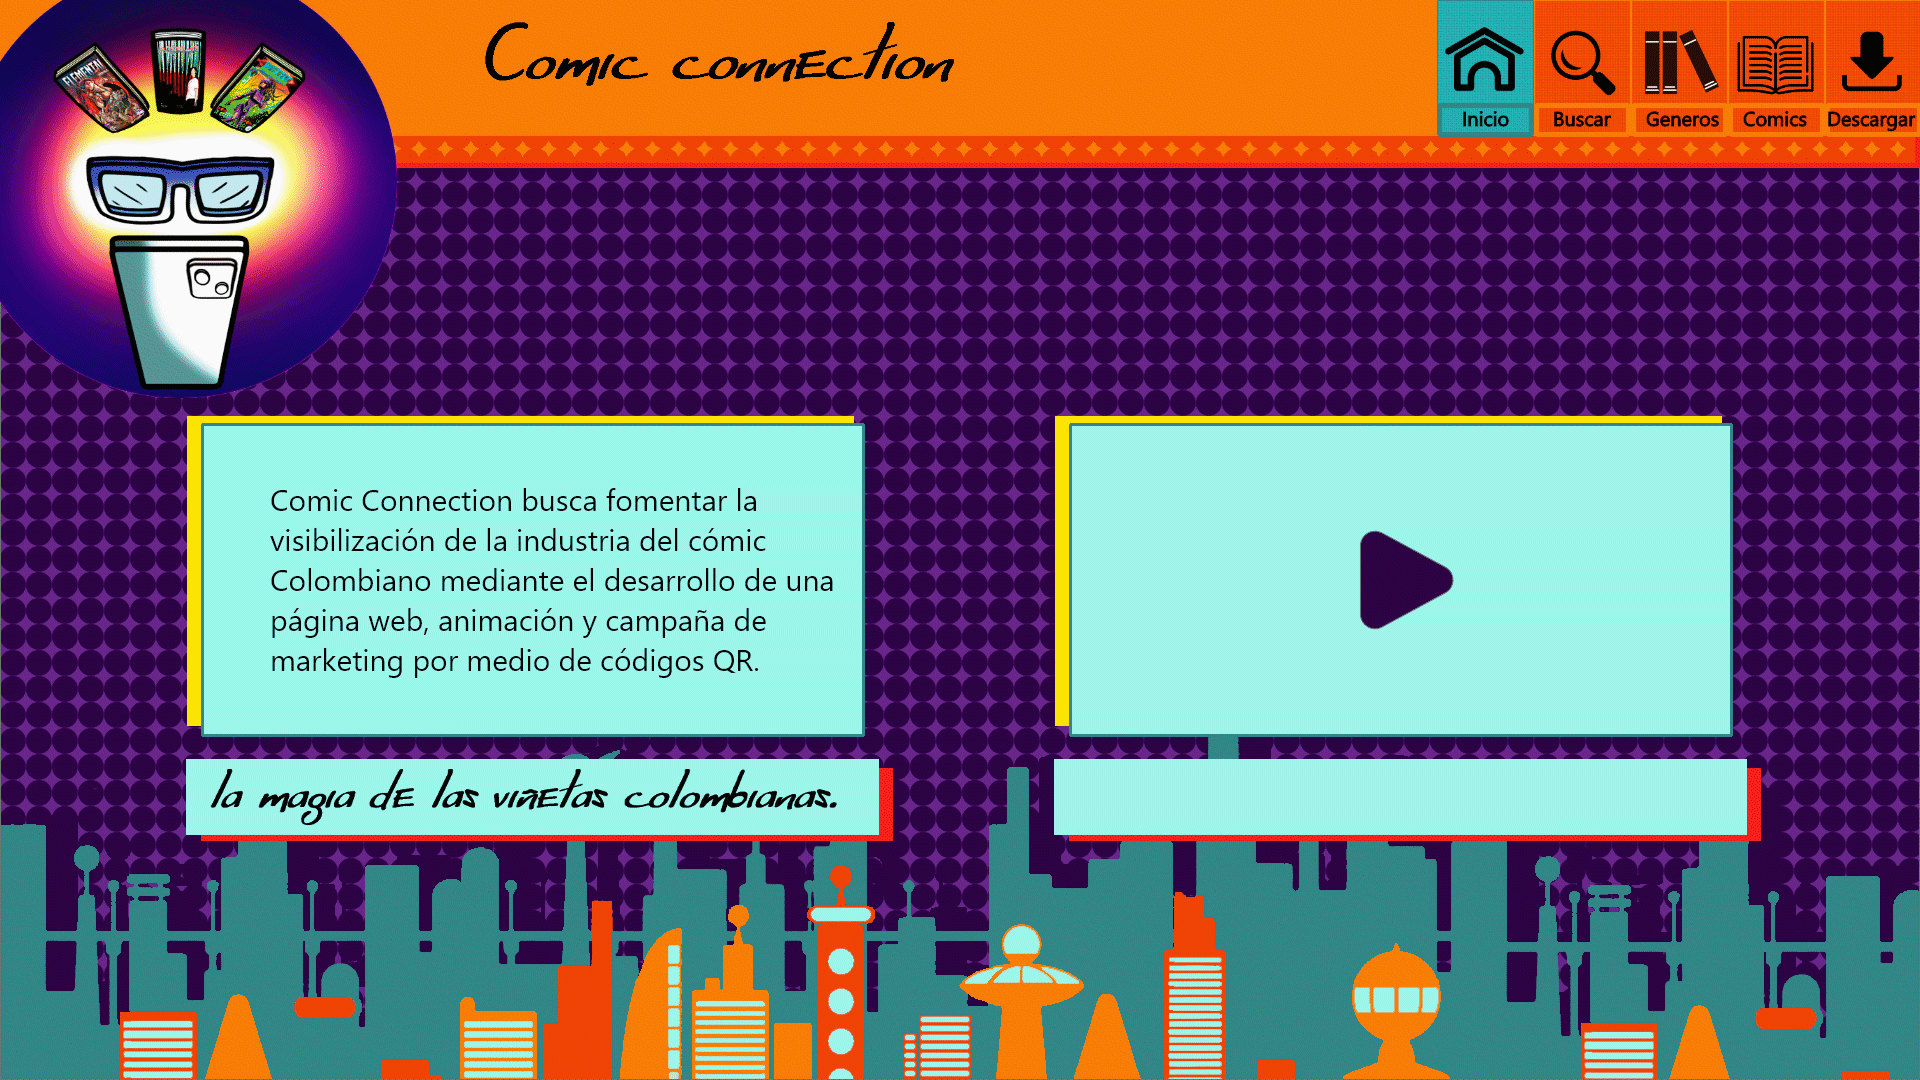 Comic connection
Inicio
Buscar
Generos
Comics
Descargar
ELEMENTAL
Comic Connection busca fomentar la
visibilización de la industria del cómic
Colombiano mediante el desarrollo de una
página web, animación y campaña de
marketing por medio de códigos QR.
la magia de las viñetas colombianas.